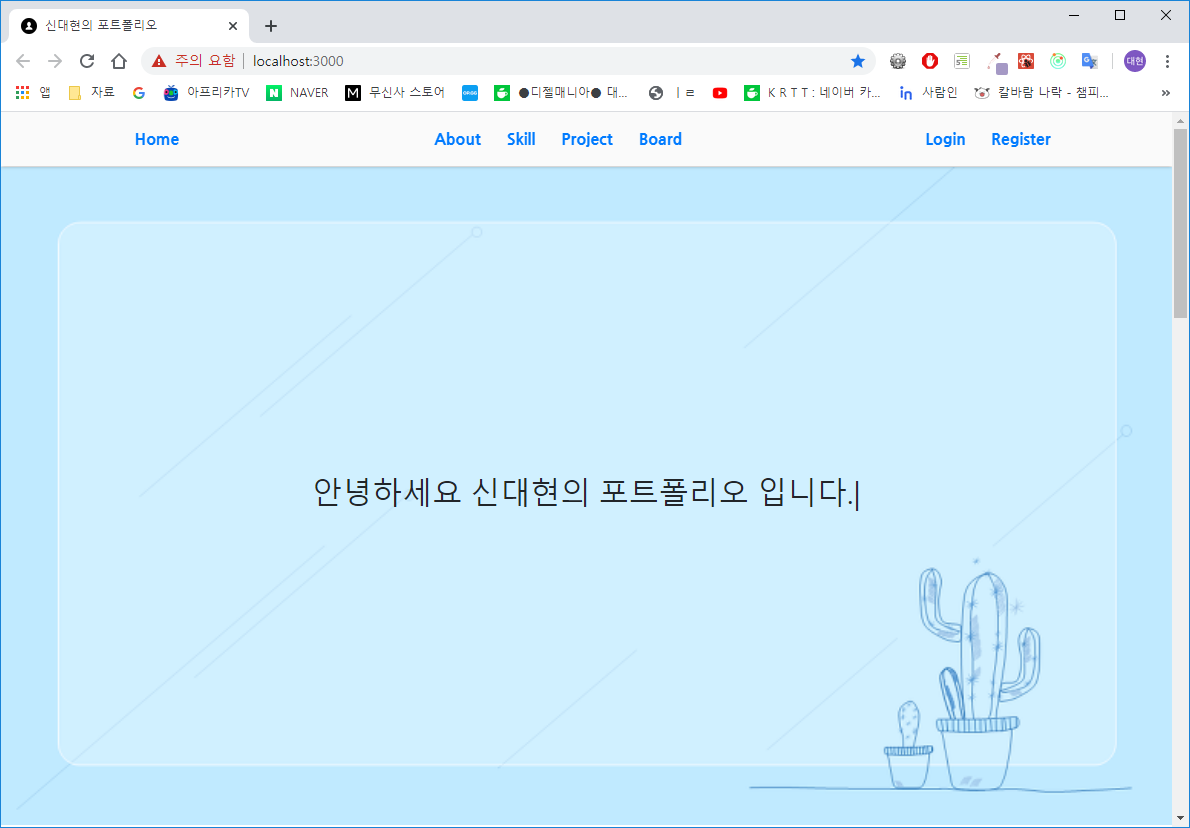 신대현의 포트폴리오
주의 요함 localhost:3000 대현
앱 자료 아프리카TV NAVER 무신사 스토어 ●디젤매니아● 대... ㅣㄹ K R T T : 네이버 카... 사람인 칼바람 나락 - 챔피... »
Home About Skill Project Board Login Register
안녕하세요 신대현의 포트폴리오 입니다.|